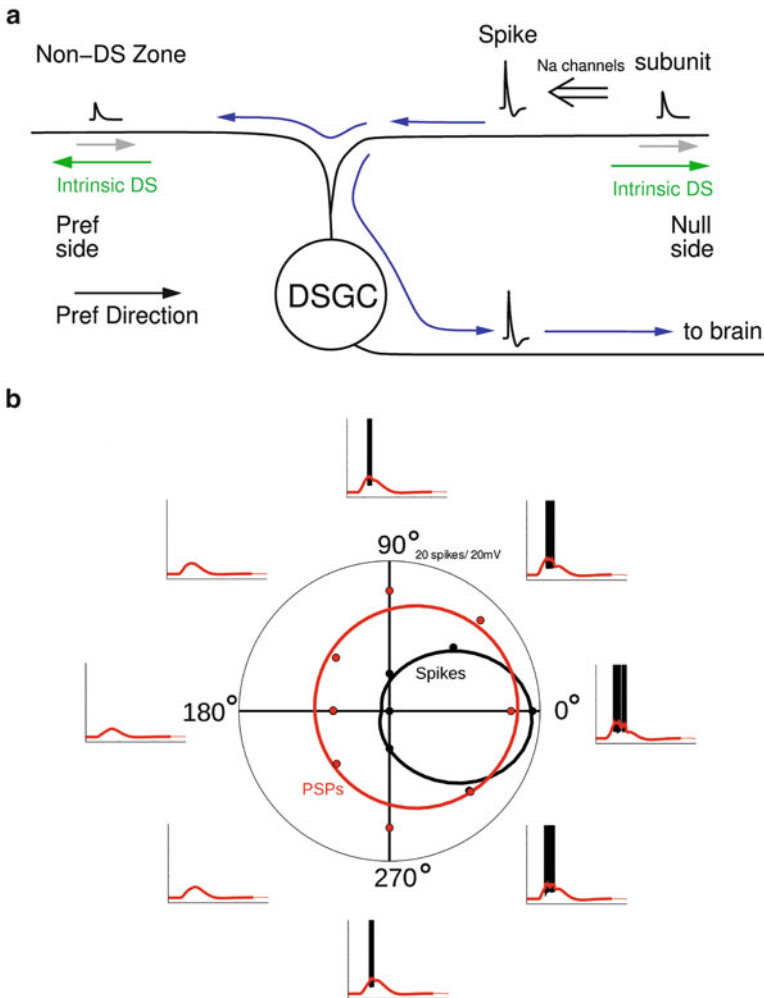 a
Non–DS Zone
Spike
Na channels
subunit
Intrinsic DS
Intrinsic DS
Pref
side
Null
side
Pref Direction
DSGC
to brain
b
90°
20 spikes/ 20mV
Spikes
180°
0°
PSPs
270°